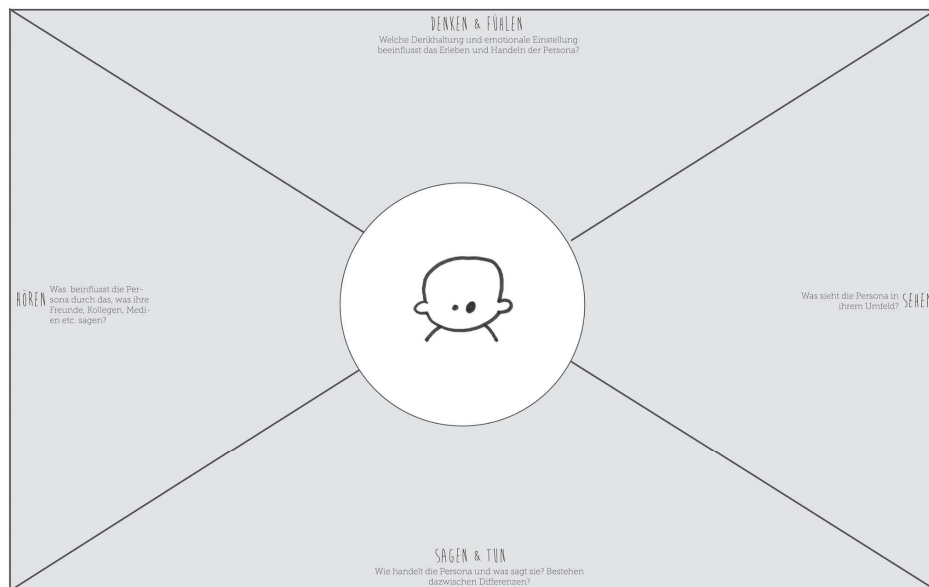 DENKEN & FÜHLEN
Welche Denkhaltung und emotionale Einstellung
beeinflusst das Erleben und Handeln der Persona?
HÖREN
Was beinflusst die Per-
sona durch das, was ihre
Freunde, Kollegen, Medi-
en etc. sagen?
Was sieht die Persona in
ihrem Umfeld?
SEHEN
SAGEN & TUN
Wie handelt die Persona und was sagt sie? Bestehen
dazwischen Differenzen?